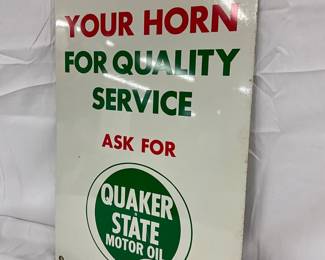 YOUR HORN
FOR QUALITY
SERVICE
ASK FOR
QUAKER
STATE
MOTOR OIL